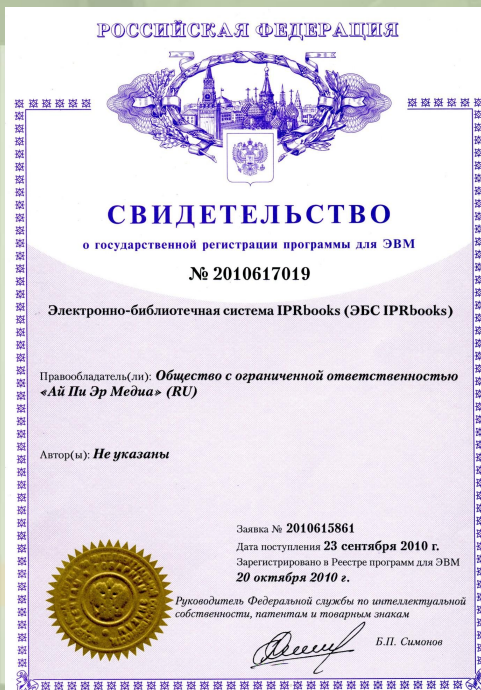 РОССИЙСКАЯ ФЕДЕРАЦИЯ
СВИДЕТЕЛЬСТВО
о государственной регистрации программы для ЭВМ
№ 2010617019
Электронно-библиотечная система IPRbooks (ЭБС IPRbooks)
Правообладатель(ли): Общество с ограниченной ответственностью
«Ай Пи Эр Медиа» (RU)
Автор(ы): Не указаны
Заявка № 2010615861
Дата поступления 23 сентября 2010 г.
Зарегистрировано в Реестре программ для ЭВМ
20 октября 2010 г.
Руководитель Федеральной службы по интеллектуальной
собственности, патентам и товарным знакам
Б.П. Симонов